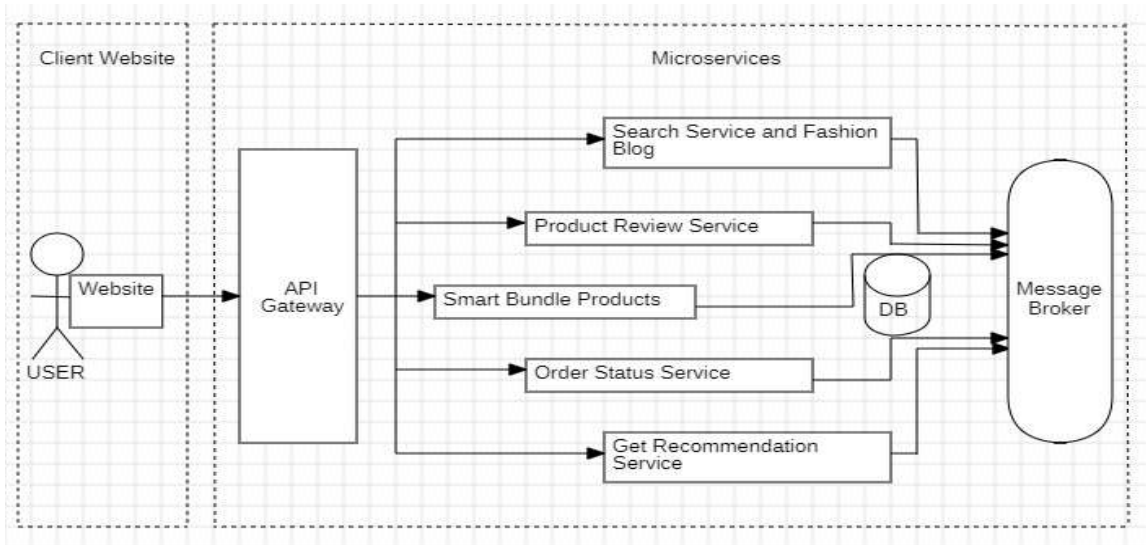 Client Website
Microservices
Search Service and Fashion
Blog
Product Review Service
Website
API
Gateway
Smart Bundle Products
DB
Message
Broker
USER
Order Status Service
Get Recommendation
Service